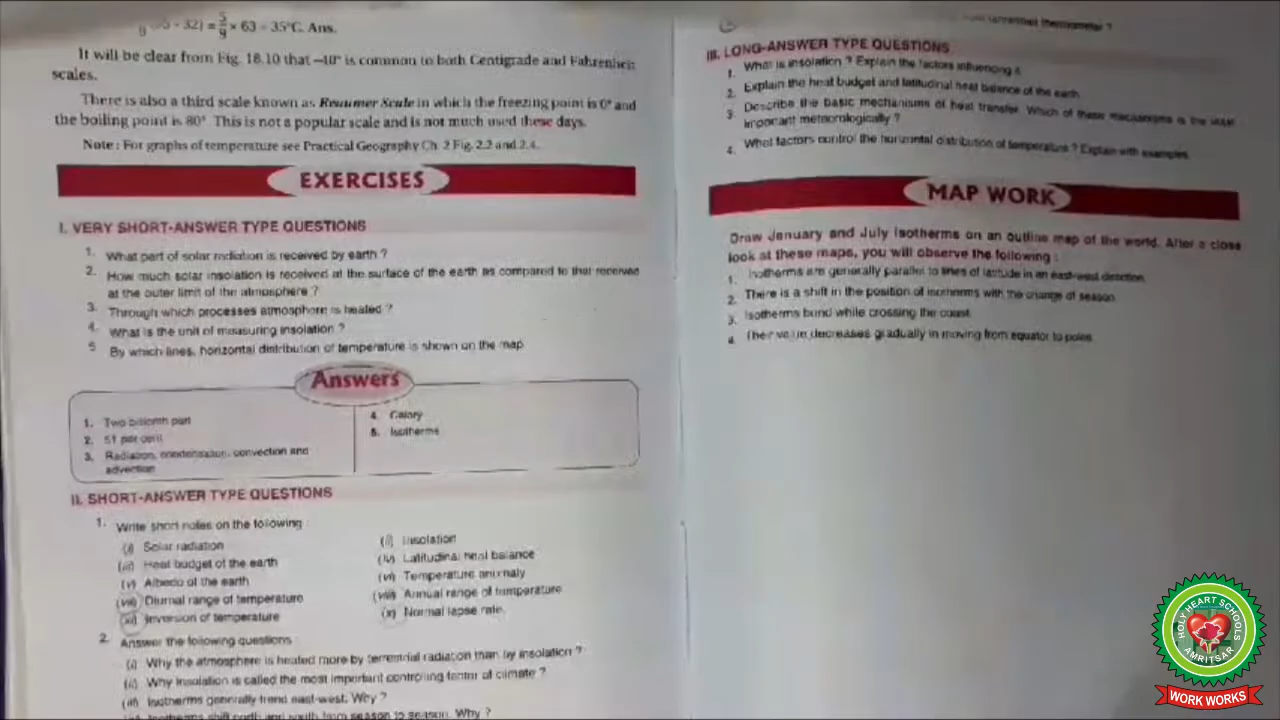 9 - 32) = 5/9 × 63 = 35°C. Ans.
It will be clear from Fig. 18.10 that –40° is common to both Centigrade and Fahrenheit
scales.
There is also a third scale known as Reaumer Scale in which the freezing point is 0° and
the boiling point is 80°. This is not a popular scale and is not much used these days.
Note : For graphs of temperature see Practical Geography Ch. 2 Fig. 2.2 and 2.4.
EXERCISES
I. VERY SHORT-ANSWER TYPE QUESTIONS
1. What part of solar radiation is received by earth ?
2. How much solar insolation is received at the surface of the earth as compared to that received
at the outer limit of the atmosphere ?
3. Through which processes atmosphere is heated ?
4. What is the unit of measuring insolation ?
5. By which lines, horizontal distribution of temperature is shown on the map
Answers
1. Two billionth part
2. 51 per cent
3. Radiation, condensation, convection and
advection
4. Calory
5. Isotherms
II. SHORT-ANSWER TYPE QUESTIONS
1. Write short notes on the following
(i) Solar radiation
(ii) Insolation
(iii) Heat budget of the earth
(iv) Latitudinal heat balance
(v) Albedo of the earth
(vi) Temperature anomaly
(vii) Diurnal range of temperature
(viii) Annual range of temperature
Inversion of temperature
(x) Normal lapse rate
2. Answer the following questions
(i) Why the atmosphere is heated more by terrestrial radiation than by insolation ?
(ii) Why insolation is called the most important controlling factor of climate ?
(iii) Isotherms generally trend east-west. Why ?
Isotherms shift north and south from season to season. Why ?
thermometer ?
III. LONG-ANSWER TYPE QUESTIONS
1. What is insolation ? Explain the factors influencing it.
2. Explain the heat budget and latitudinal heat balance of the earth
3. Describe the basic mechanisms of heat transfer. Which of these mechanisms is the most
important meteorologically ?
4. What factors control the horizontal distribution of temperature ? Explain with examples.
MAP WORK
Draw January and July Isotherms on an outline map of the world. After a close
look at these maps, you will observe the following :
1. Isotherms are generally parallel to lines of latitude in an east-west direction.
2. There is a shift in the position of isotherms with the change of season
3. Isotherms bend while crossing the coast.
4. Their value decreases gradually in moving from equator to poles
HOLY HEART SCHOOLS
AMRITSAR
WORK WORKS